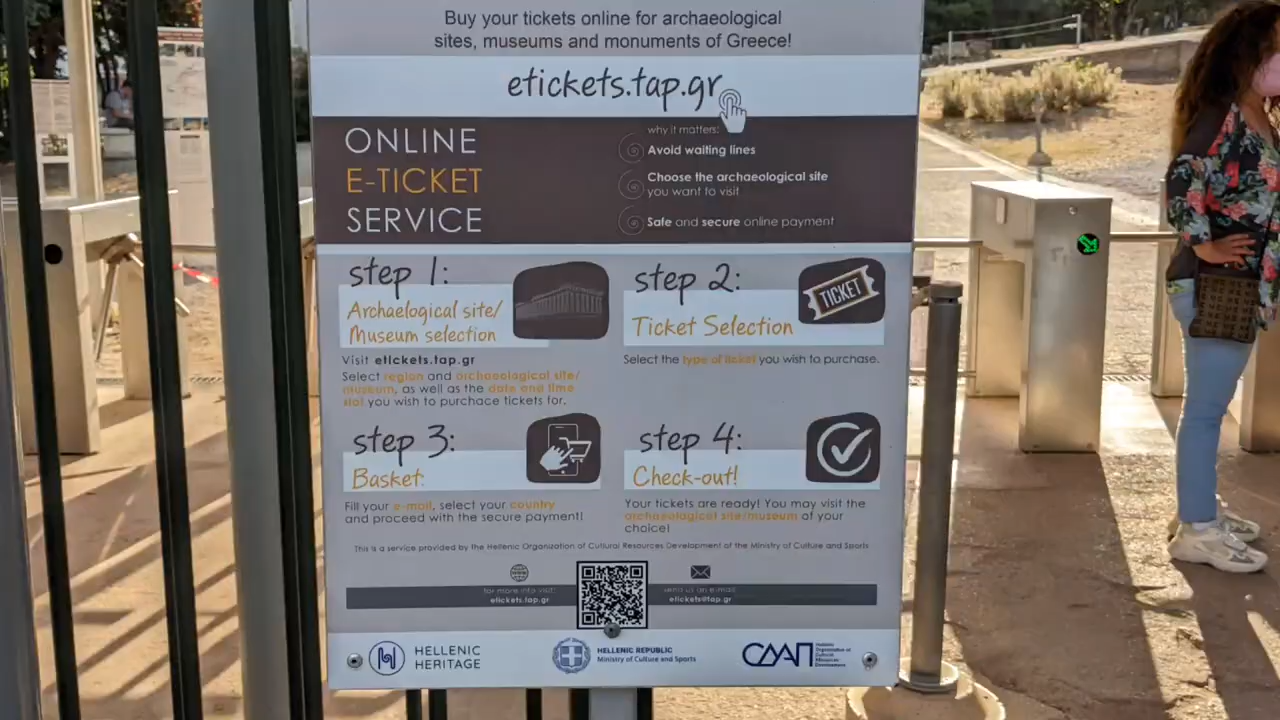 Buy your tickets online for archaeological
sites, museums and monuments of Greece!
etickets.tap.gr
ONLINE
E-TICKET
SERVICE
why it matters:
Avoid waiting lines
Choose the archaeological site
you want to visit
Safe and secure online payment
step 1:
Archaelogical site/
Museum selection
Visit etickets.tap.gr
Select region and archaeological site/
museum, as well as the date and time
slot you wish to purchace tickets for.
step 2:
TICKET
Ticket Selection
Select the type of ticket you wish to purchase.
step 3:
Basket:
Fill your e-mail, select your country
and proceed with the secure payment!
step 4:
Check-out!
Your tickets are ready! You may visit the
archaeological site/museum of your
choice!
This is a service provided by the Hellenic Organization of Cultural Resources Development of the Ministry of Culture and Sports
for more info visit:
etickets.tap.gr
send us an e-mail:
etickets@tap.gr
HELLENIC
HERITAGE
HELLENIC REPUBLIC
Ministry of Culture and Sports
Hellenic
Organization of
Cultural
Resources
Development